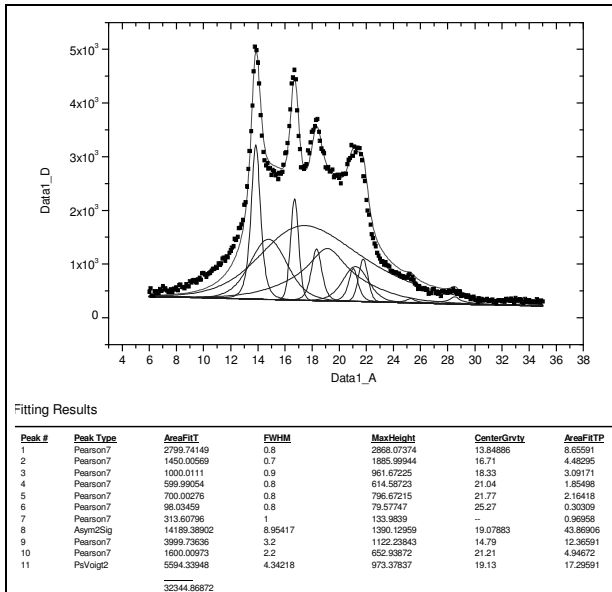 5x10³
4x10³
3x10³
2x10³
1x10³
0
Data1_D
4 6 8 10 12 14 16 18 20 22 24 26 28 30 32 34 36 38
Data1_A
Fitting Results
Peak # Peak Type AreaFitT FWHM MaxHeight CenterGrvty AreaFitTP
1 Pearson7 2799.74149 0.8 2868.07374 13.84886 8.65591
2 Pearson7 1450.00569 0.7 1885.99944 16.71 4.48295
3 Pearson7 1000.0111 0.9 961.67225 18.33 3.09171
4 Pearson7 599.99054 0.8 614.58723 21.04 1.85498
5 Pearson7 700.00276 0.8 796.67215 21.77 2.16418
6 Pearson7 98.03459 0.8 79.57747 25.27 0.30309
7 Pearson7 313.60796 1 133.9839 -- 0.96958
8 Asym2Sig 14189.38902 8.95417 1390.12959 19.07883 43.86906
9 Pearson7 3999.73636 3.2 1122.23843 14.79 12.36591
10 Pearson7 1600.00973 2.2 652.93872 21.21 4.94672
11 PsVoigt2 5594.33948 4.34218 973.37837 19.13 17.29591
32344.86872